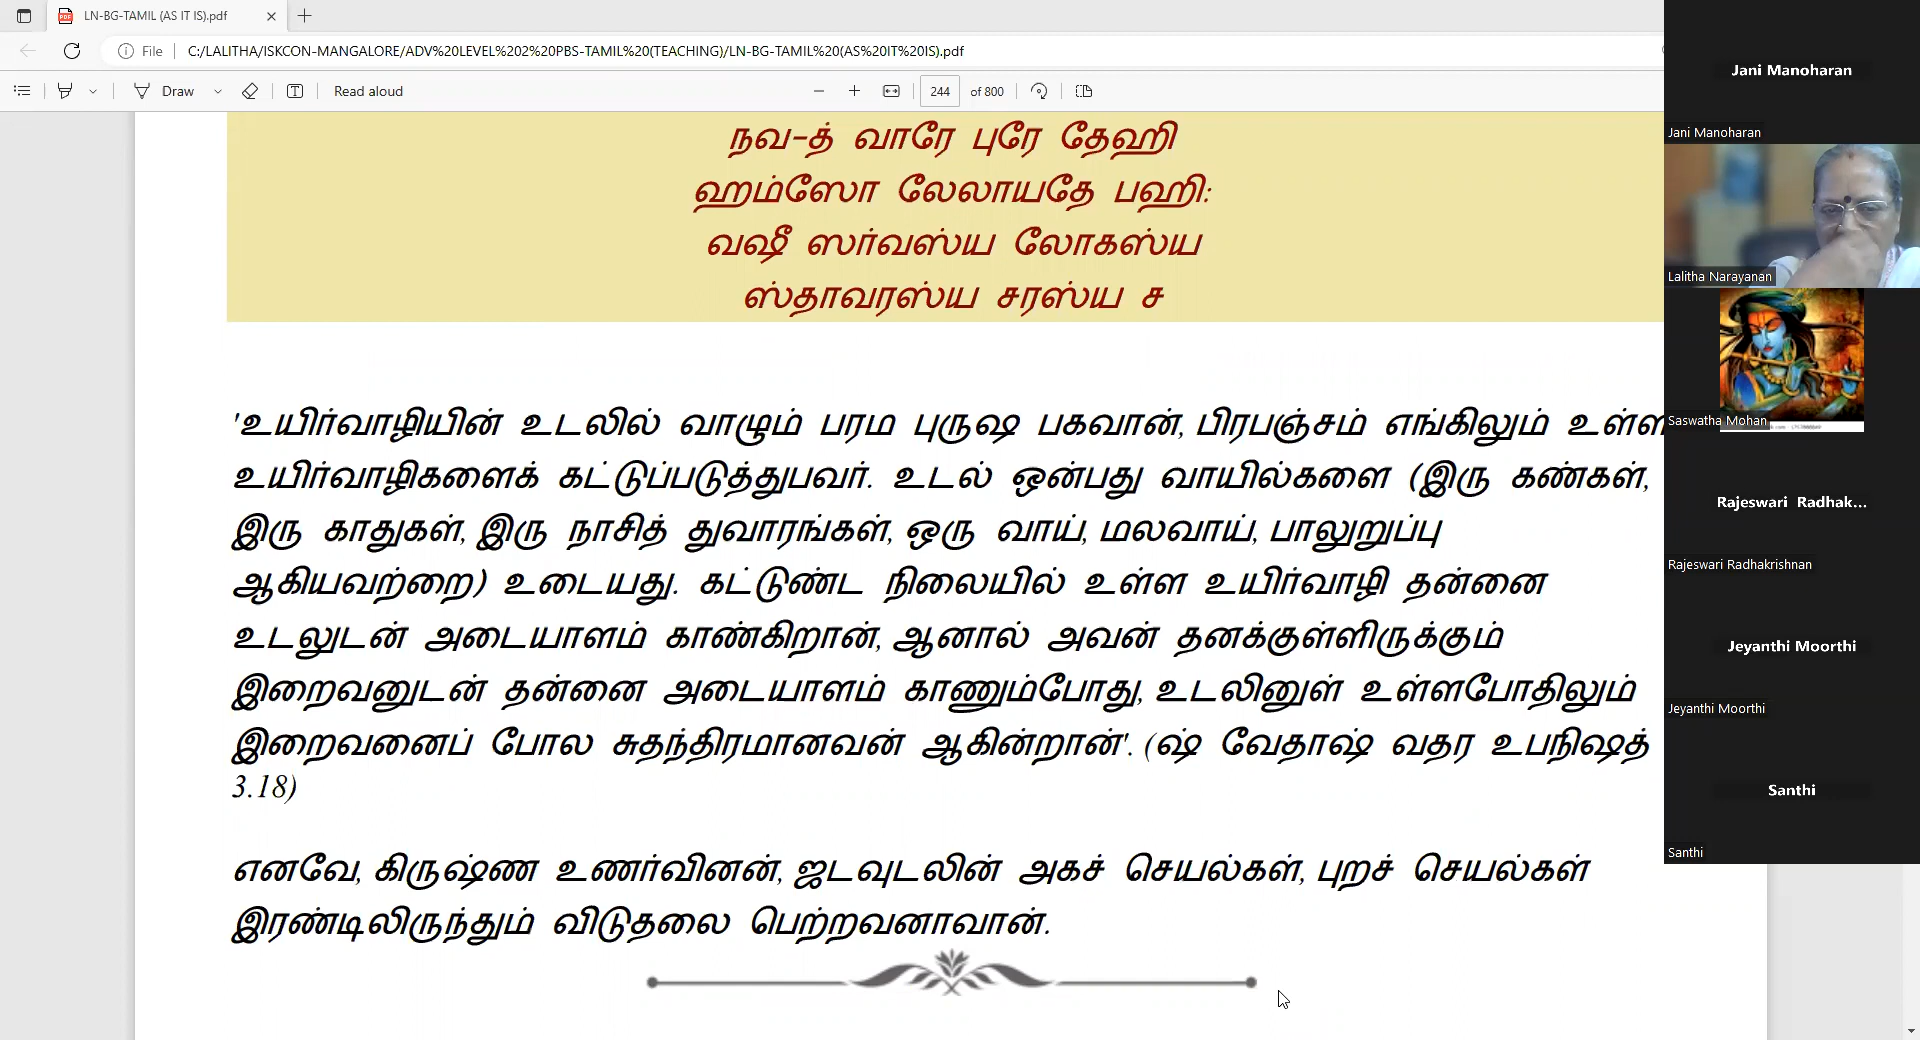 LN-BG-TAMIL (AS IT IS).pdf
File C:/LALITHA/ISKCON-MANGALORE/ADV%20LEVEL%202%20PBS-TAMIL%20(TEACHING)/LN-BG-TAMIL%20(AS%20IT%20IS).pdf
Draw Read aloud 244 of 800
நவ-த் வாரே புரே தேஹி
ஹம்ஸோ லேலாயதே பஹி:
வஷீ ஸர்வஸ்ய லோகஸ்ய
ஸ்தாவரஸ்ய சரஸ்ய ச
'உயிர்வாழியின் உடலில் வாழும் பரம புருஷ பகவான், பிரபஞ்சம் எங்கிலும் உள்ள
உயிர்வாழிகளைக் கட்டுப்படுத்துபவர். உடல் ஒன்பது வாயில்களை (இரு கண்கள்,
இரு காதுகள், இரு நாசித் துவாரங்கள், ஒரு வாய், மலவாய், பாலுறுப்பு
ஆகியவற்றை) உடையது. கட்டுண்ட நிலையில் உள்ள உயிர்வாழி தன்னை
உடலுடன் அடையாளம் காண்கிறான், ஆனால் அவன் தனக்குள்ளிருக்கும்
இறைவனுடன் தன்னை அடையாளம் காணும்போது, உடலினுள் உள்ளபோதிலும்
இறைவனைப் போல சுதந்திரமானவன் ஆகின்றான்'. (ஷ் வேதாஷ் வதர உபநிஷத்
3.18)
எனவே, கிருஷ்ண உணர்வினன், ஜடவுடலின் அகச் செயல்கள், புறச் செயல்கள்
இரண்டிலிருந்தும் விடுதலை பெற்றவனாவான்.
Jani Manoharan
Jani Manoharan
Lalitha Narayanan
Saswatha Mohan
Rajeswari Radhak...
Rajeswari Radhakrishnan
Jeyanthi Moorthi
Jeyanthi Moorthi
Santhi
Santhi